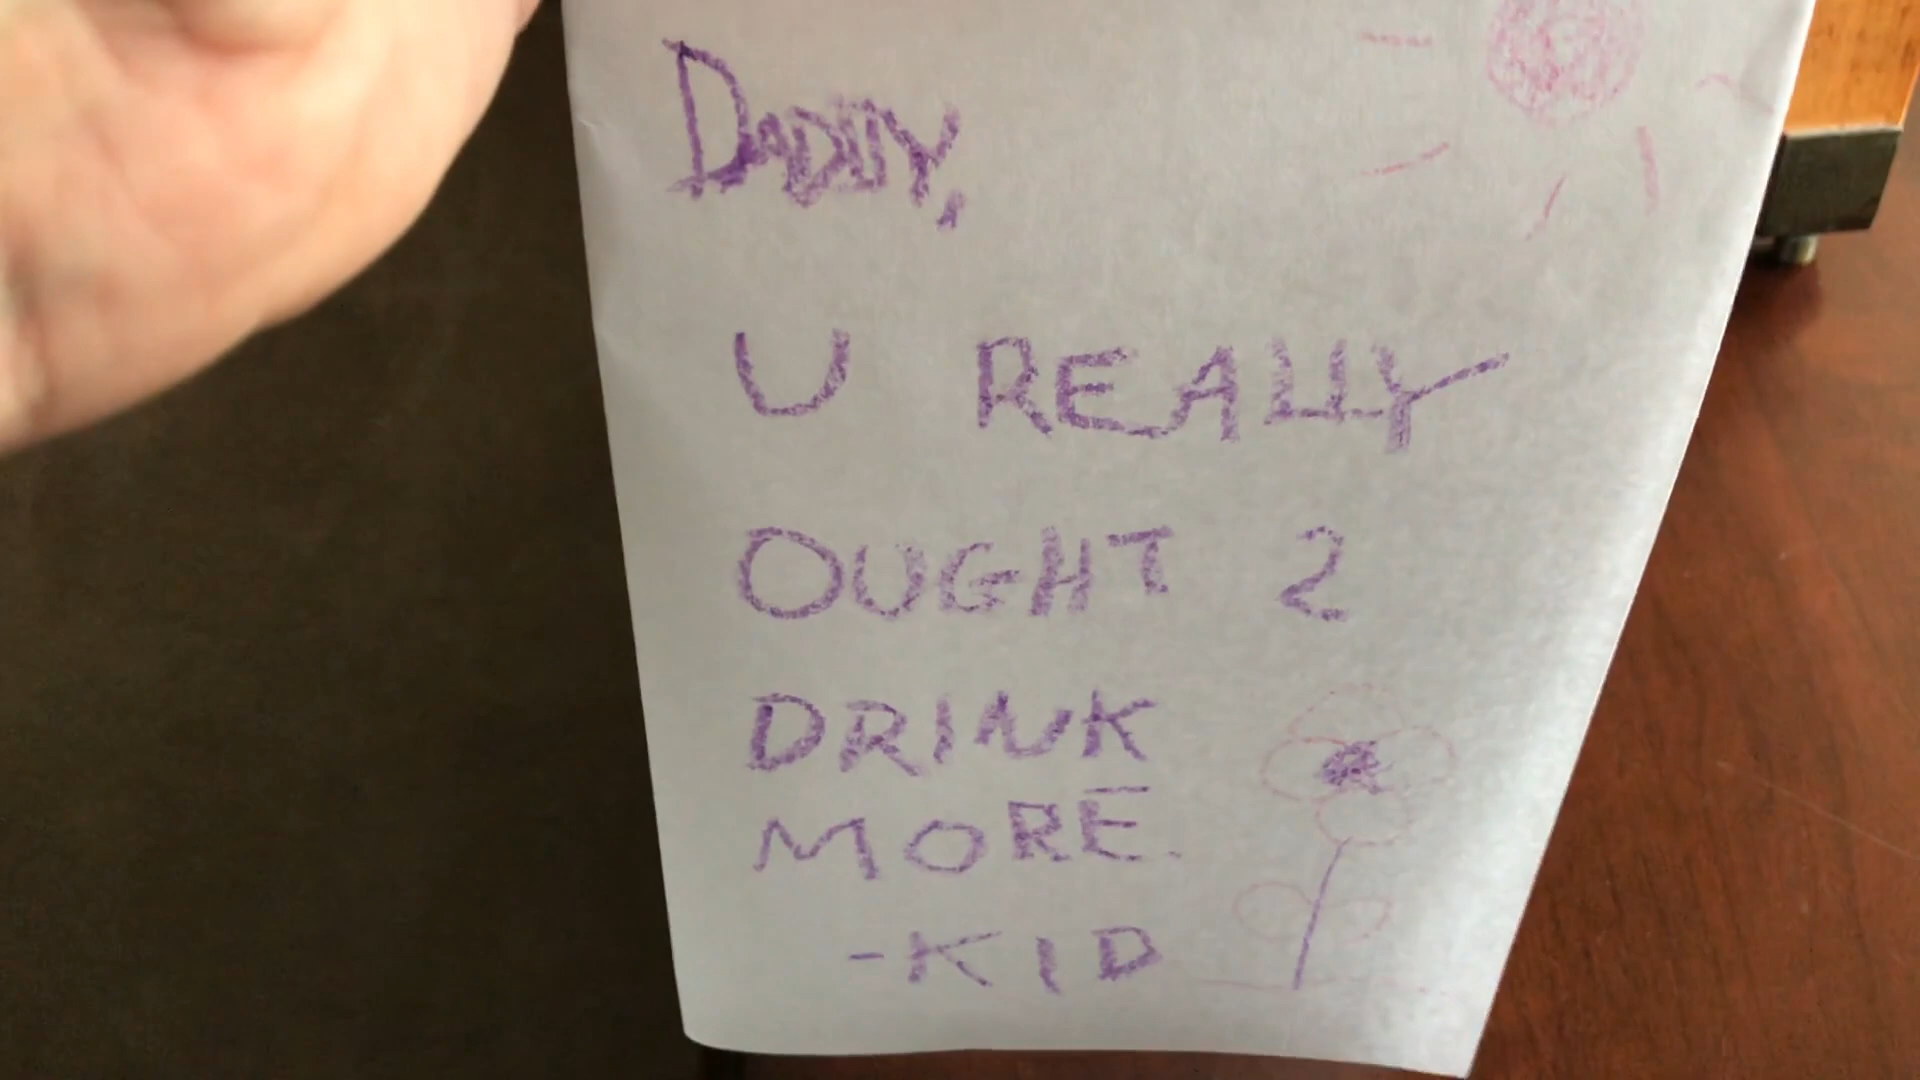 DADDY,
U REALLY
OUGHT 2
DRINK
MORE.
-KID